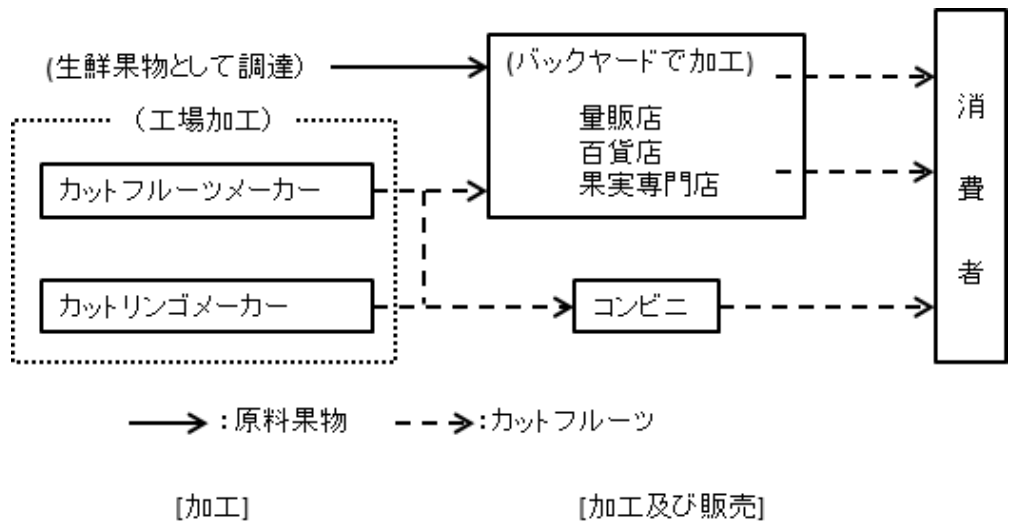 (生鮮果物として調達)
(バックヤードで加工)
(工場加工)
量販店
百貨店
果実専門店
カットフルーツメーカー
カットリンゴメーカー
コンビニ
消費者
:原料果物
:カットフルーツ
[加工]
[加工及び販売]